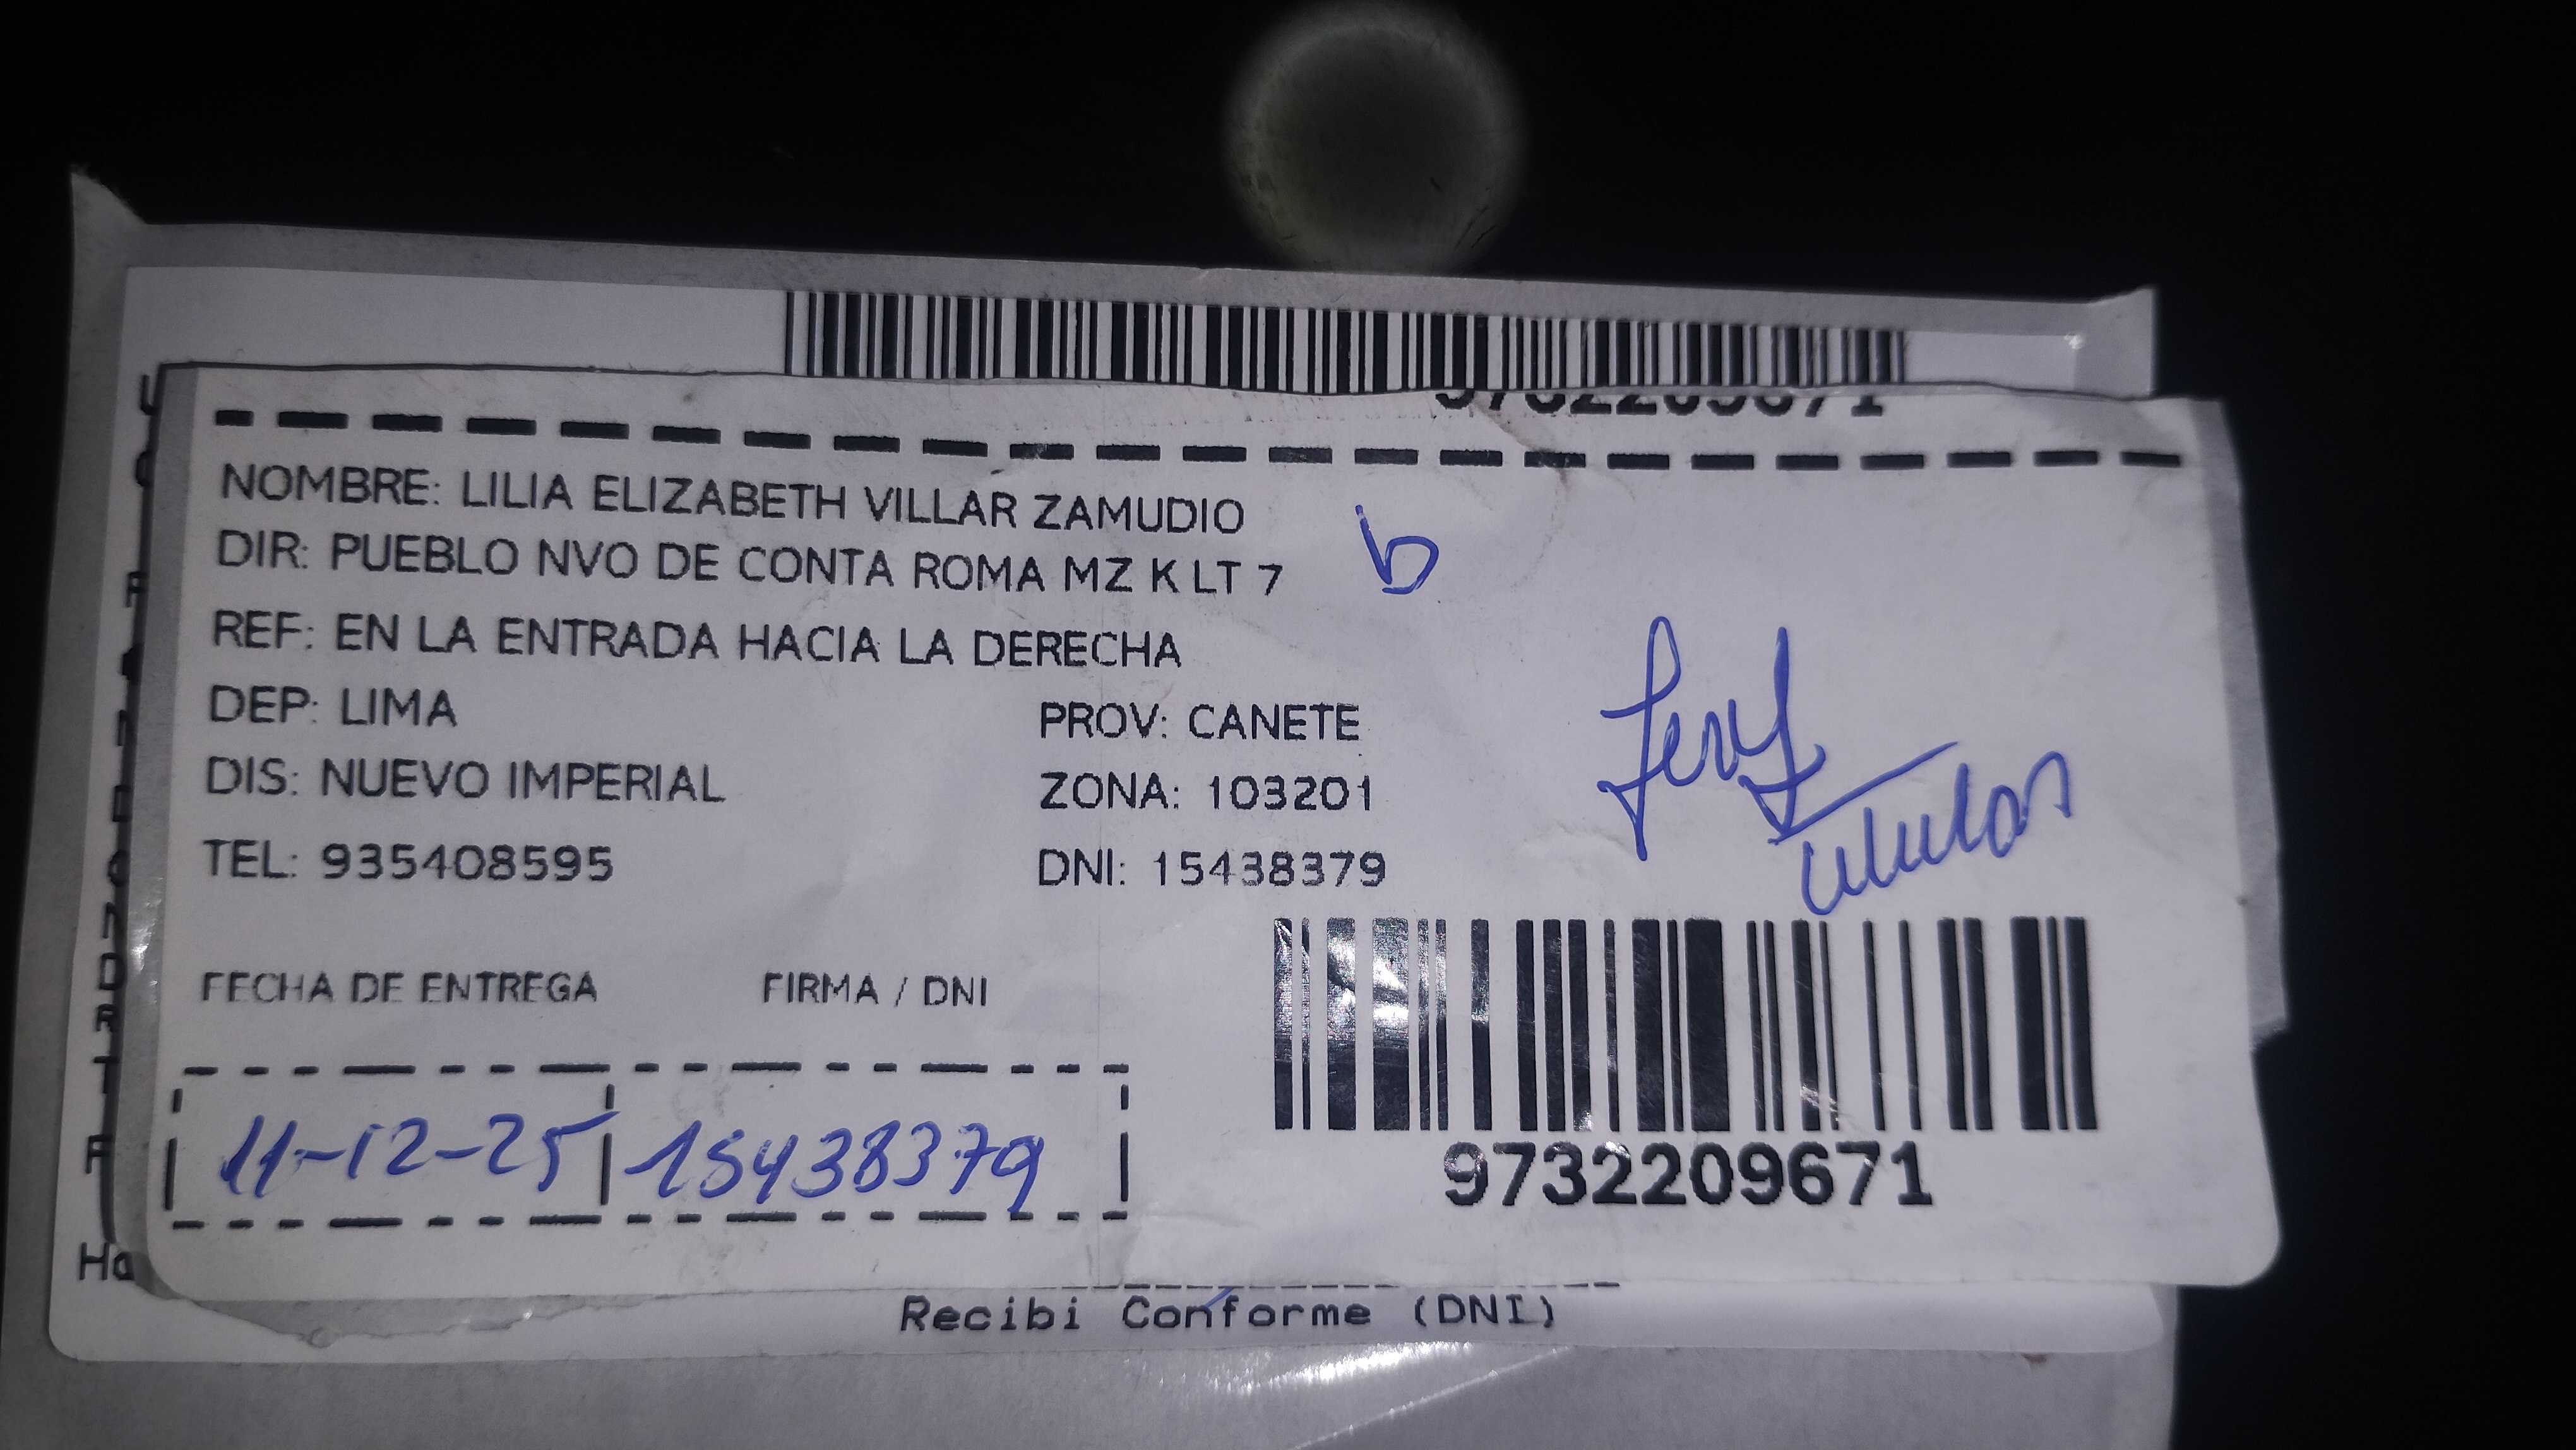 NOMBRE: LILIA ELIZABETH VILLAR ZAMUDIO
DIR: PUEBLO NVO DE CONTA ROMA MZ K LT 7
b
REF: EN LA ENTRADA HACIA LA DERECHA
DEP: LIMA
PROV: CANETE
DIS: NUEVO IMPERIAL
ZONA: 103201
TEL: 935408595
DNI: 15438379
FECHA DE ENTREGA
FIRMA / DNI
11-12-25
15438379
9732209671
Recibi Conforme (DNI)